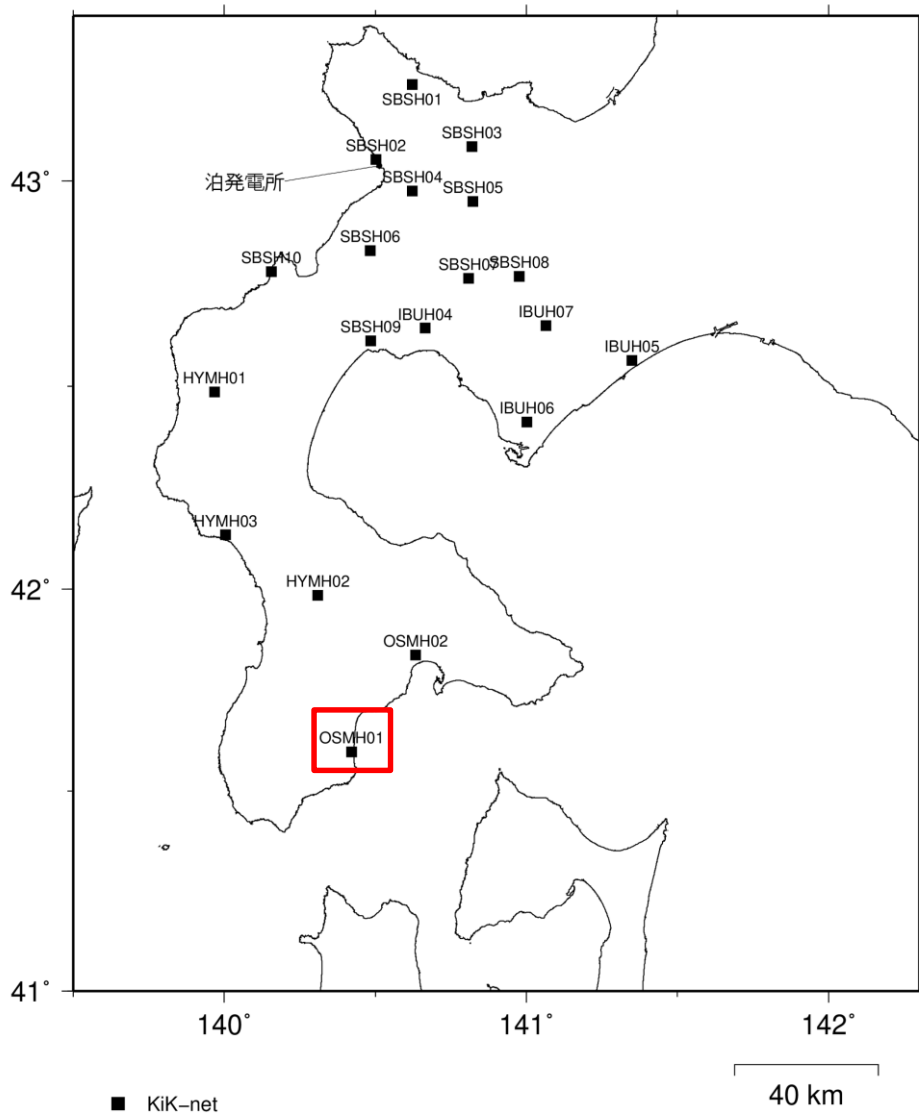 SBSH01
SBSH03
SBSH02
泊発電所
SBSH04
SBSH05
43°
SBSH06
SBSH10
SBSH07
SBSH08
IBUH04
IBUH07
SBSH09
IBUH05
HYMH01
IBUH06
HYMH03
HYMH02
42°
OSMH02
OSMH01
41°
140°
141°
142°
40 km
KiK-net